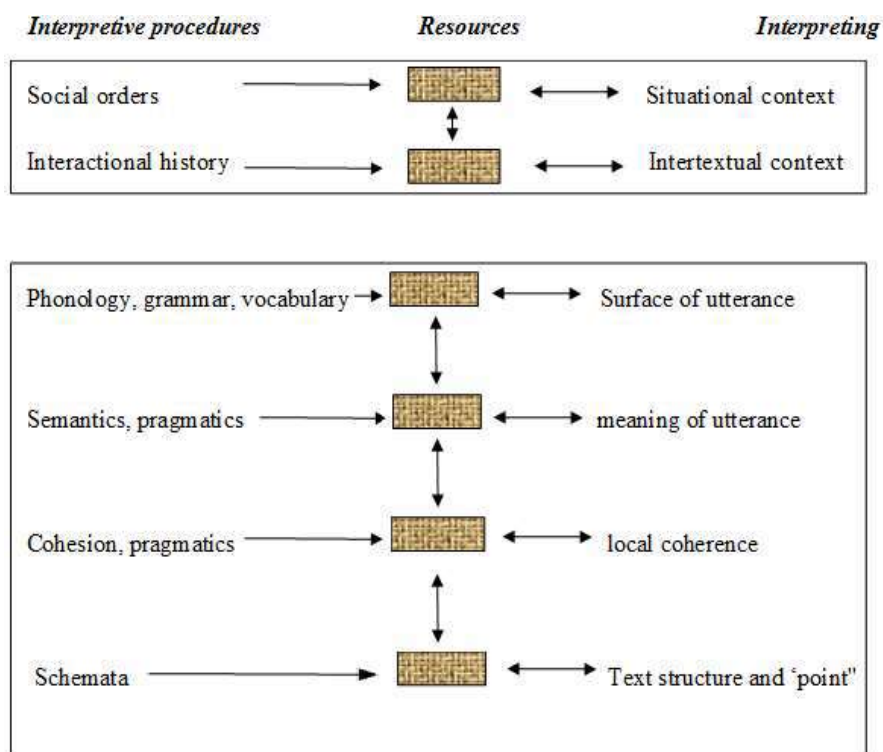 Interpretive procedures Resources Interpreting
Social orders Situational context
Interactional history Intertextual context
Phonology, grammar, vocabulary Surface of utterance
Semantics, pragmatics meaning of utterance
Cohesion, pragmatics local coherence
Schemata Text structure and ‘point"